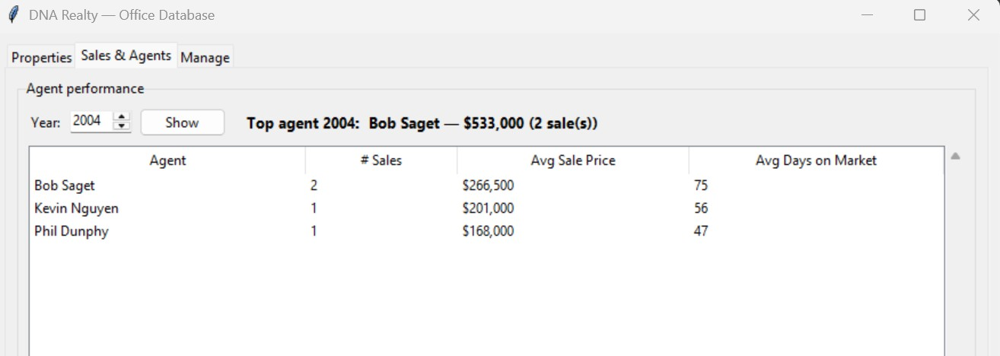 DNA Realty — Office Database
Properties Sales & Agents Manage
Agent performance
Year: 2004 Show Top agent 2004: Bob Saget — $533,000 (2 sale(s))
Agent # Sales Avg Sale Price Avg Days on Market
Bob Saget 2 $266,500 75
Kevin Nguyen 1 $201,000 56
Phil Dunphy 1 $168,000 47